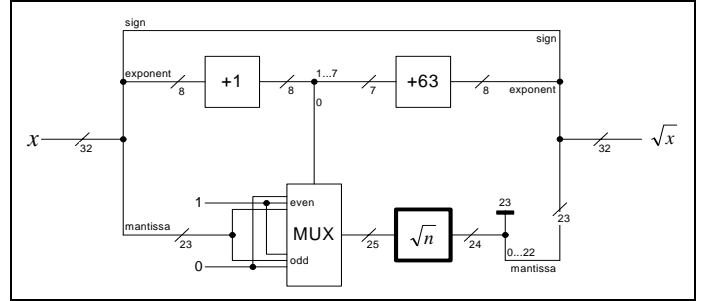 sign
sign
exponent
8
+1
8
1...7
7
+63
8
exponent
0
x
32
32
√x
1
even
23
mantissa
23
MUX
25
√n
24
23
0
odd
0...22
mantissa